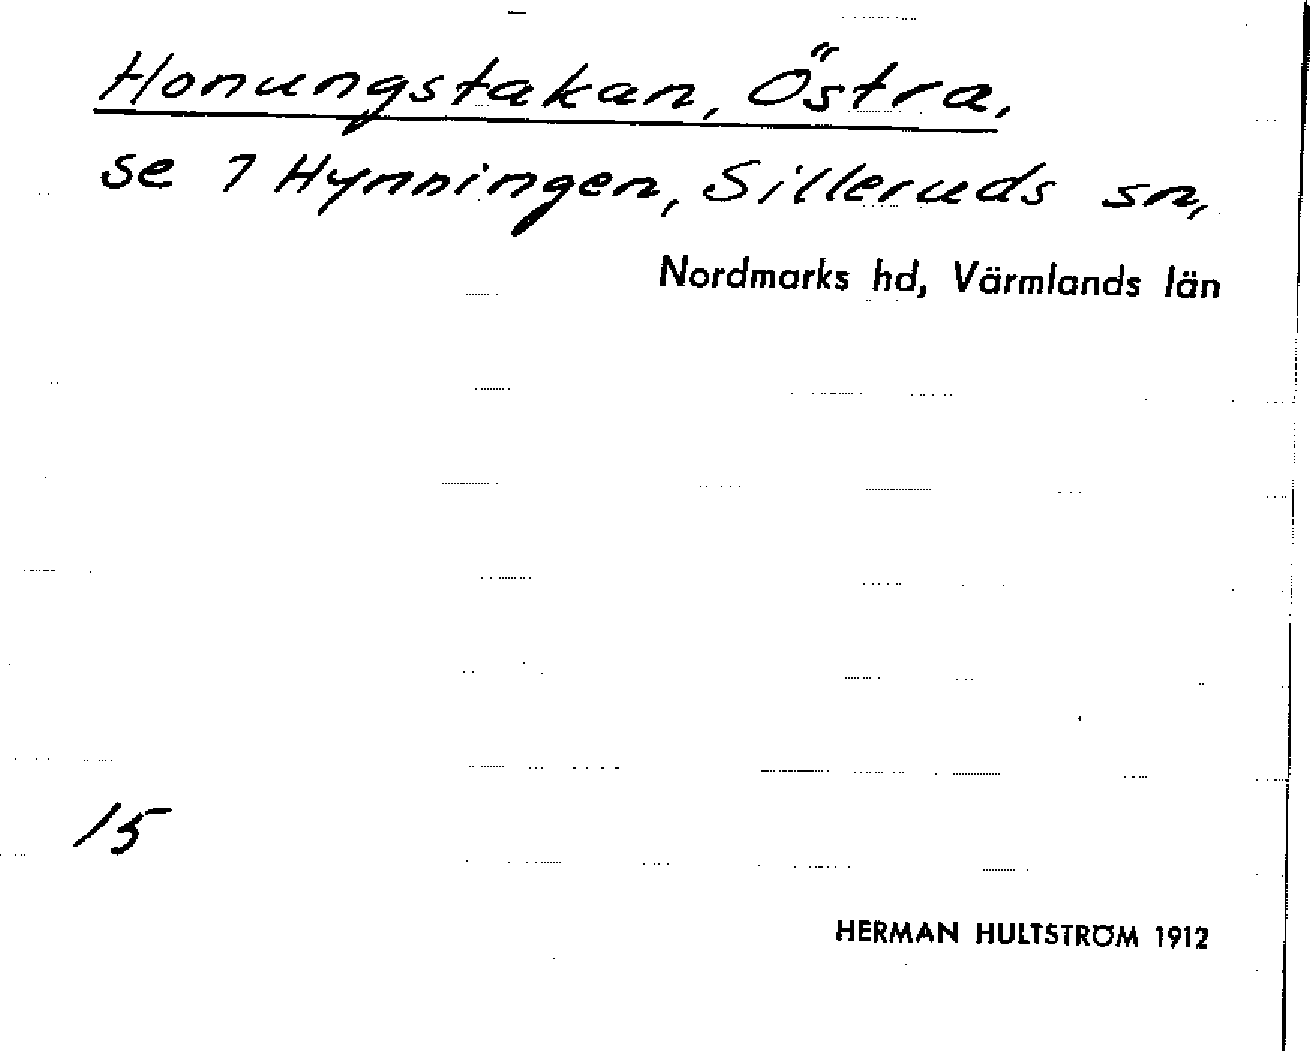 Honungstakan, Östra,
se 7 Hynningen, Silleruds sn,
Nordmarks hd, Värmlands län
15
HERMAN HULTSTRÖM 1912